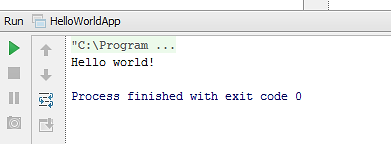 Run HelloWorldApp
"C:\Program ...
Hello world!
Process finished with exit code 0